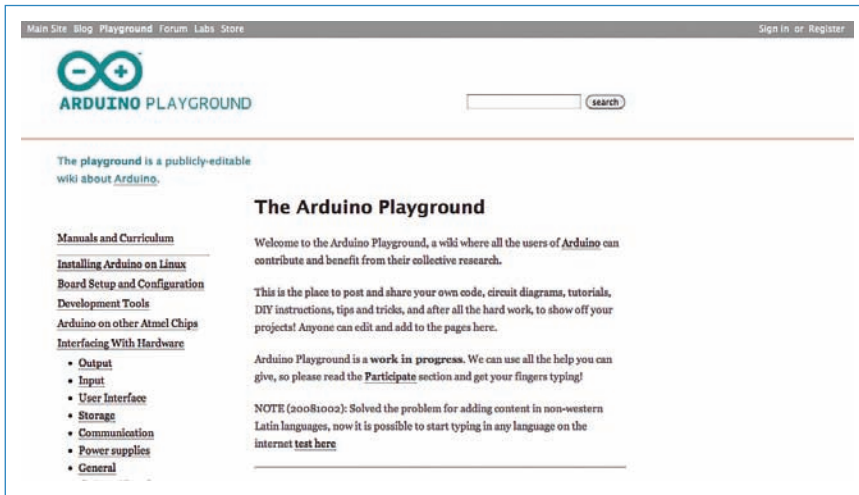 Main Site Blog Playground Forum Labs Store
Sign in or Register
ARDUINO PLAYGROUND
search
The playground is a publicly-editable
wiki about Arduino.
The Arduino Playground
Manuals and Curriculum
Installing Arduino on Linux
Board Setup and Configuration
Development Tools
Arduino on other Atmel Chips
Interfacing With Hardware
• Output
• Input
• User Interface
• Storage
• Communication
• Power supplies
• General
Welcome to the Arduino Playground, a wiki where all the users of Arduino can
contribute and benefit from their collective research.
This is the place to post and share your own code, circuit diagrams, tutorials,
DIY instructions, tips and tricks, and after all the hard work, to show off your
projects! Anyone can edit and add to the pages here.
Arduino Playground is a work in progress. We can use all the help you can
give, so please read the Participate section and get your fingers typing!
NOTE (20081002): Solved the problem for adding content in non-western
Latin languages, now it is possible to start typing in any language on the
internet test here